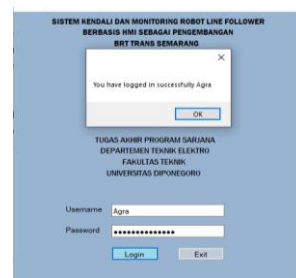 SISTEM KENDALI DAN MONITORING ROBOT LINE FOLLOWER
BERBASIS HMI SEBAGAI PENGEMBANGAN
BRT TRANS SEMARANG
You have logged in successfully Agra
OK
TUGAS AKHIR PROGRAM SARJANA
DEPARTEMEN TEKNIK ELEKTRO
FAKULTAS TEKNIK
UNIVERSITAS DIPONEGORO
Username Agra
Password ••••••••••••••
Login Exit